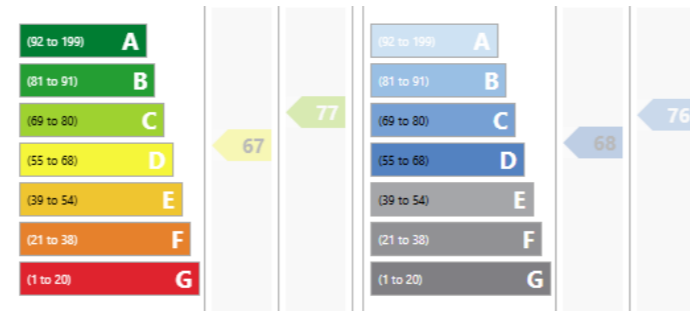 (92 to 199) A
(81 to 91) B
(69 to 80) C
(55 to 68) D
(39 to 54) E
(21 to 38) F
(1 to 20) G
67
77
(92 to 199) A
(81 to 91) B
(69 to 80) C
(55 to 68) D
(39 to 54) E
(21 to 38) F
(1 to 20) G
68
76